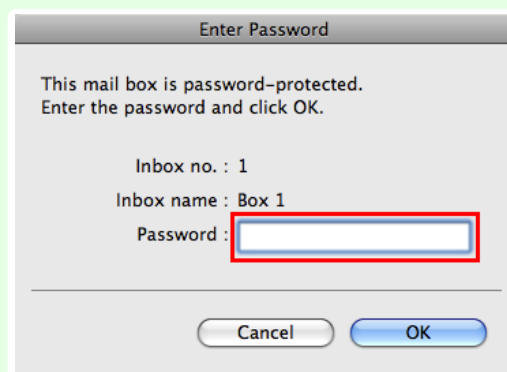 Enter Password
This mail box is password-protected.
Enter the password and click OK.
Inbox no. : 1
Inbox name : Box 1
Password :
Cancel OK